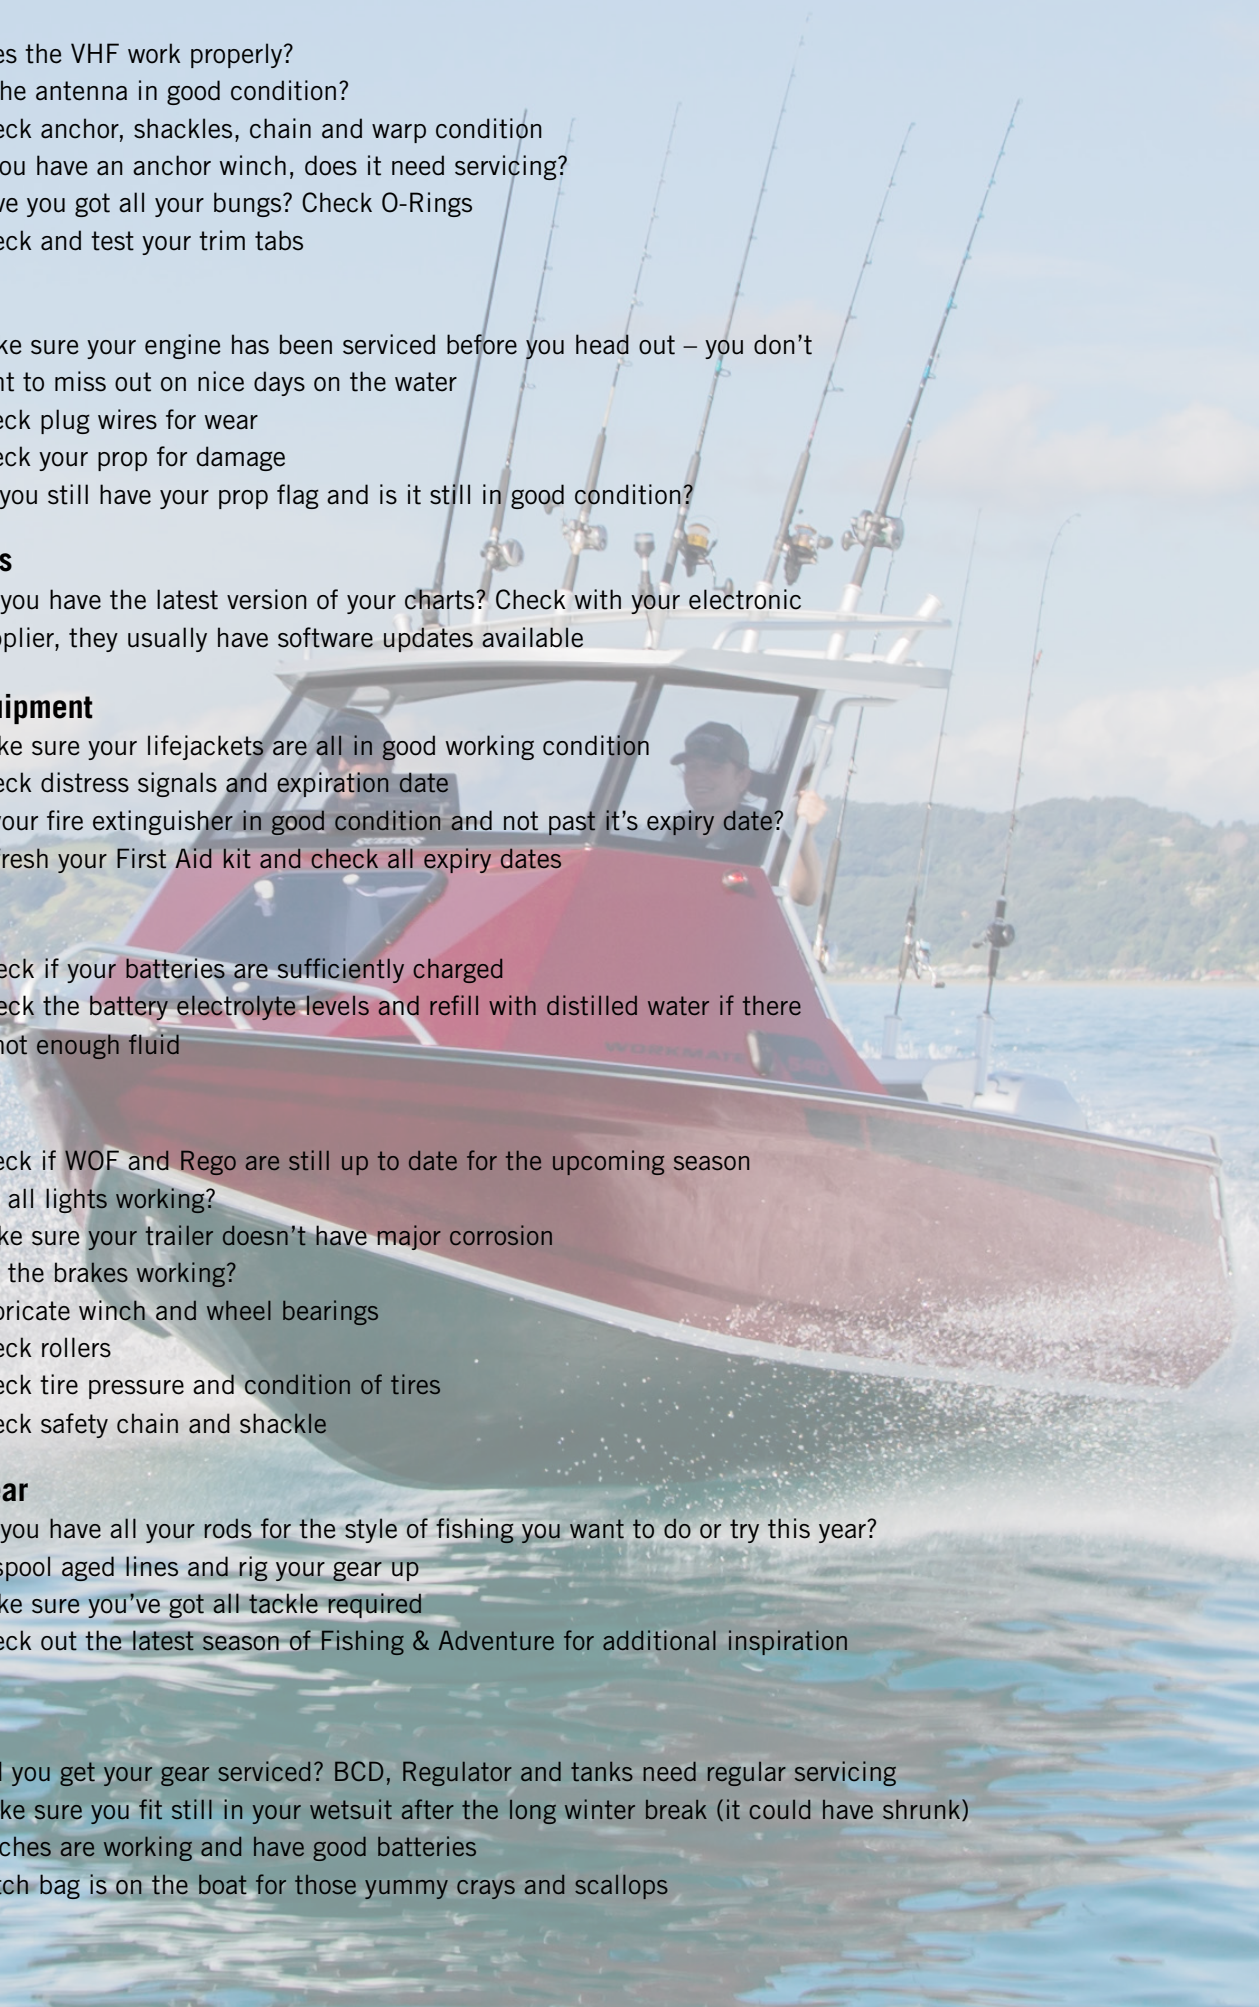 es the VHF work properly?
he antenna in good condition?
eck anchor, shackles, chain and warp condition
ou have an anchor winch, does it need servicing?
ve you got all your bungs? Check O-Rings
eck and test your trim tabs
ke sure your engine has been serviced before you head out – you don't
nt to miss out on nice days on the water
eck plug wires for wear
eck your prop for damage
you still have your prop flag and is it still in good condition?
s
you have the latest version of your charts? Check with your electronic
plier, they usually have software updates available
uipment
ke sure your lifejackets are all in good working condition
eck distress signals and expiration date
our fire extinguisher in good condition and not past it's expiry date?
resh your First Aid kit and check all expiry dates
eck if your batteries are sufficiently charged
eck the battery electrolyte levels and refill with distilled water if there
not enough fluid
WORKMATE
eck if WOF and Rego are still up to date for the upcoming season
all lights working?
ke sure your trailer doesn't have major corrosion
the brakes working?
bricate winch and wheel bearings
eck rollers
eck tire pressure and condition of tires
eck safety chain and shackle
ar
you have all your rods for the style of fishing you want to do or try this year?
spool aged lines and rig your gear up
ke sure you've got all tackle required
eck out the latest season of Fishing & Adventure for additional inspiration
you get your gear serviced? BCD, Regulator and tanks need regular servicing
ke sure you fit still in your wetsuit after the long winter break (it could have shrunk)
ches are working and have good batteries
tch bag is on the boat for those yummy crays and scallops